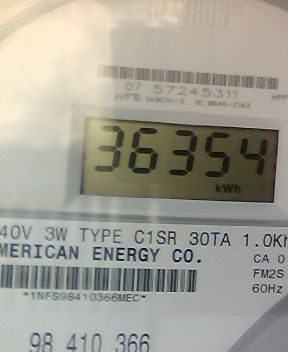 07 57245311
36354
kWh
40V 3W TYPE C1SR 30TA 1.0Kh
MERICAN ENERGY CO.
CA 0
FM2S
60Hz
*1NFS98410366MEC*
98 410 366